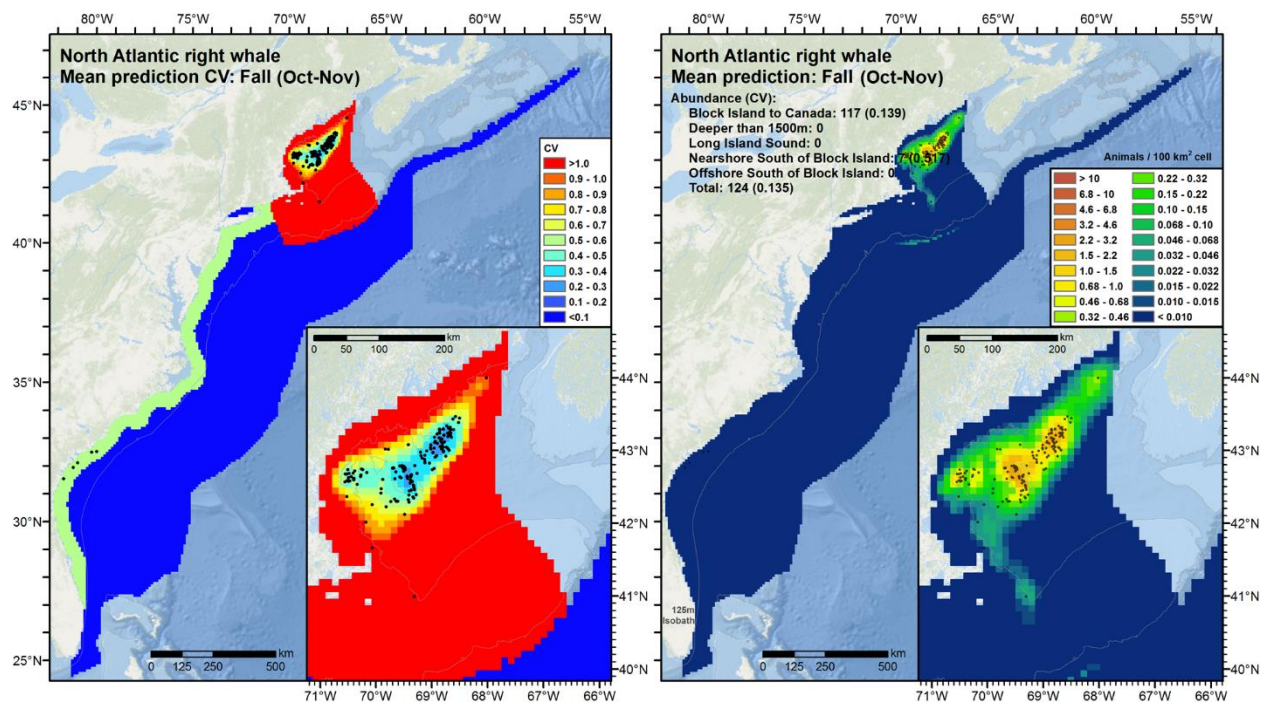 80°W 75°W 70°W 65°W 60°W 55°W
North Atlantic right whale
Mean prediction CV: Fall (Oct-Nov)
45°N
40°N
35°N
30°N
25°N
CV
>1.0
0.9 - 1.0
0.8 - 0.9
0.7 - 0.8
0.6 - 0.7
0.5 - 0.6
0.4 - 0.5
0.3 - 0.4
0.2 - 0.3
0.1 - 0.2
<0.1
km
0 50 100 200
44°N
43°N
42°N
41°N
40°N
km
0 125 250 500
71°W 70°W 69°W 68°W 67°W 66°W
80°W 75°W 70°W 65°W 60°W 55°W
North Atlantic right whale
Mean prediction: Fall (Oct-Nov)
Abundance (CV):
Block Island to Canada: 117 (0.139)
Deeper than 1500m: 0
Long Island Sound: 0
Nearshore South of Block Island: 7 (0.517)
Offshore South of Block Island: 0
Total: 124 (0.135)
45°N
40°N
35°N
30°N
25°N
Animals / 100 km² cell
> 10
6.8 - 10
4.6 - 6.8
3.2 - 4.6
2.2 - 3.2
1.5 - 2.2
1.0 - 1.5
0.68 - 1.0
0.46 - 0.68
0.32 - 0.46
0.22 - 0.32
0.15 - 0.22
0.10 - 0.15
0.068 - 0.10
0.046 - 0.068
0.032 - 0.046
0.022 - 0.032
0.015 - 0.022
0.010 - 0.015
< 0.010
km
0 50 100 200
44°N
43°N
42°N
41°N
40°N
125m
Isobath
km
0 125 250 500
71°W 70°W 69°W 68°W 67°W 66°W